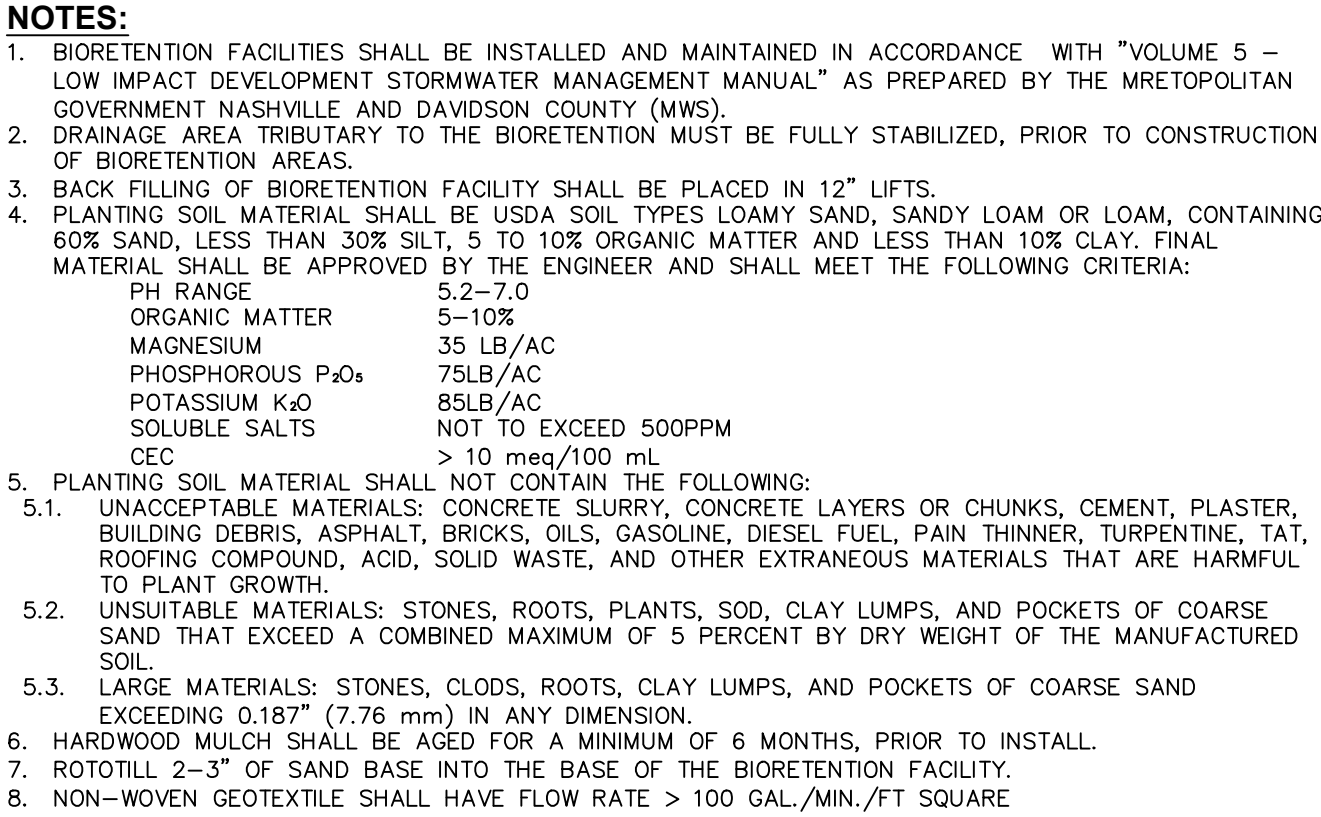 NOTES:
1. BIORETENTION FACILITIES SHALL BE INSTALLED AND MAINTAINED IN ACCORDANCE WITH "VOLUME 5 –
LOW IMPACT DEVELOPMENT STORMWATER MANAGEMENT MANUAL" AS PREPARED BY THE MRETOPOLITAN
GOVERNMENT NASHVILLE AND DAVIDSON COUNTY (MWS).
2. DRAINAGE AREA TRIBUTARY TO THE BIORETENTION MUST BE FULLY STABILIZED, PRIOR TO CONSTRUCTION
OF BIORETENTION AREAS.
3. BACK FILLING OF BIORETENTION FACILITY SHALL BE PLACED IN 12" LIFTS.
4. PLANTING SOIL MATERIAL SHALL BE USDA SOIL TYPES LOAMY SAND, SANDY LOAM OR LOAM, CONTAINING
60% SAND, LESS THAN 30% SILT, 5 TO 10% ORGANIC MATTER AND LESS THAN 10% CLAY. FINAL
MATERIAL SHALL BE APPROVED BY THE ENGINEER AND SHALL MEET THE FOLLOWING CRITERIA:
PH RANGE 5.2–7.0
ORGANIC MATTER 5–10%
MAGNESIUM 35 LB/AC
PHOSPHOROUS P₂O₅ 75LB/AC
POTASSIUM K₂O 85LB/AC
SOLUBLE SALTS NOT TO EXCEED 500PPM
CEC > 10 meq/100 mL
5. PLANTING SOIL MATERIAL SHALL NOT CONTAIN THE FOLLOWING:
5.1. UNACCEPTABLE MATERIALS: CONCRETE SLURRY, CONCRETE LAYERS OR CHUNKS, CEMENT, PLASTER,
BUILDING DEBRIS, ASPHALT, BRICKS, OILS, GASOLINE, DIESEL FUEL, PAIN THINNER, TURPENTINE, TAT,
ROOFING COMPOUND, ACID, SOLID WASTE, AND OTHER EXTRANEOUS MATERIALS THAT ARE HARMFUL
TO PLANT GROWTH.
5.2. UNSUITABLE MATERIALS: STONES, ROOTS, PLANTS, SOD, CLAY LUMPS, AND POCKETS OF COARSE
SAND THAT EXCEED A COMBINED MAXIMUM OF 5 PERCENT BY DRY WEIGHT OF THE MANUFACTURED
SOIL.
5.3. LARGE MATERIALS: STONES, CLODS, ROOTS, CLAY LUMPS, AND POCKETS OF COARSE SAND
EXCEEDING 0.187" (7.76 mm) IN ANY DIMENSION.
6. HARDWOOD MULCH SHALL BE AGED FOR A MINIMUM OF 6 MONTHS, PRIOR TO INSTALL.
7. ROTOTILL 2–3" OF SAND BASE INTO THE BASE OF THE BIORETENTION FACILITY.
8. NON–WOVEN GEOTEXTILE SHALL HAVE FLOW RATE > 100 GAL./MIN./FT SQUARE